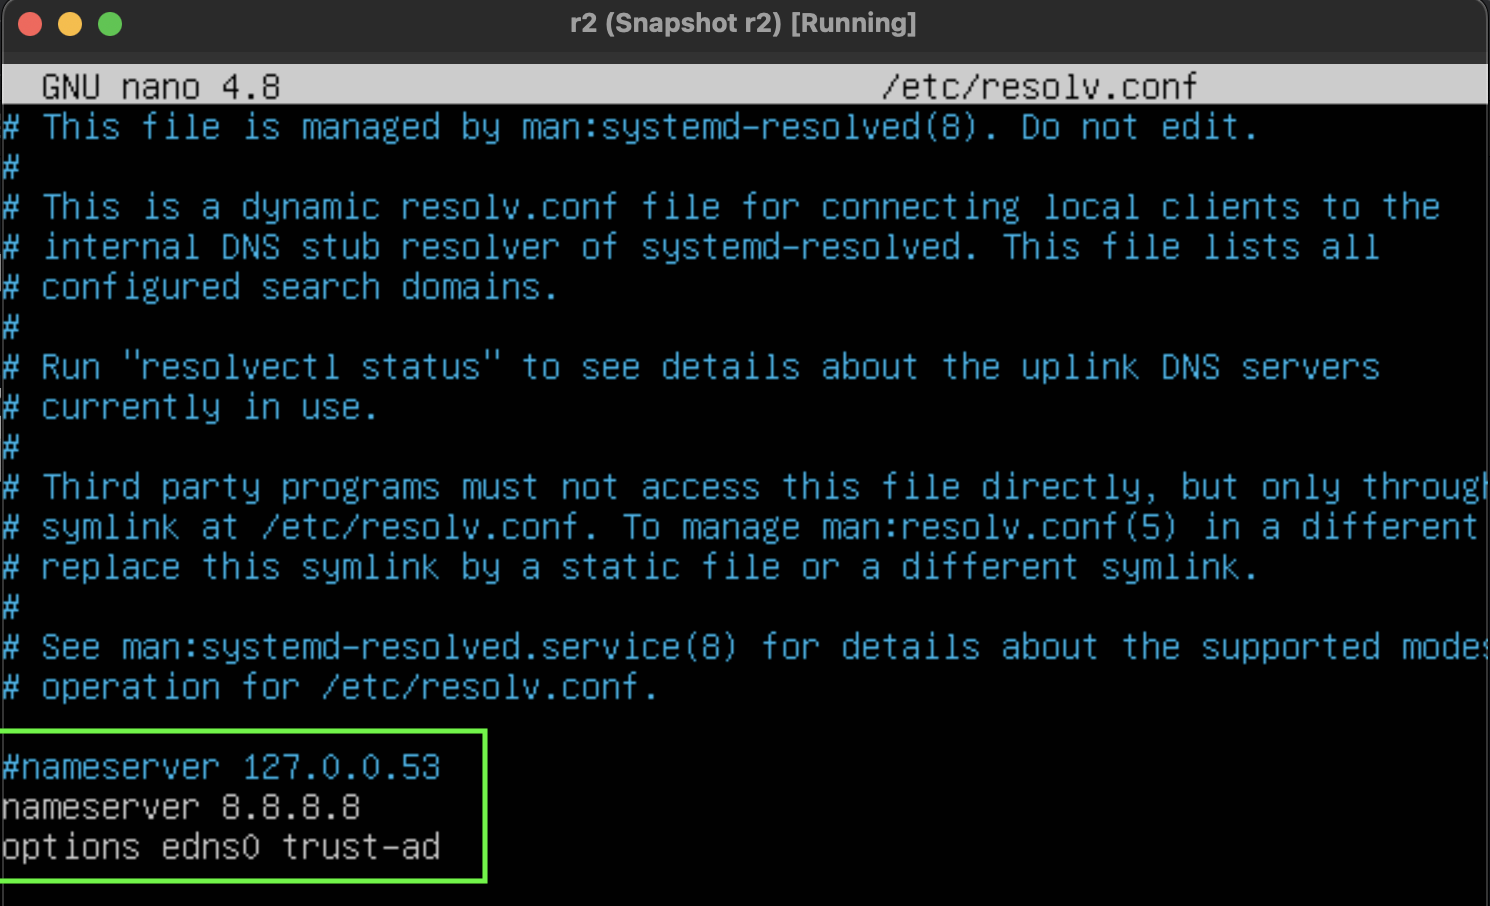 r2 (Snapshot r2) [Running]
GNU nano 4.8 /etc/resolv.conf
# This file is managed by man:systemd-resolved(8). Do not edit.
#
# This is a dynamic resolv.conf file for connecting local clients to the
# internal DNS stub resolver of systemd-resolved. This file lists all
# configured search domains.
#
# Run "resolvectl status" to see details about the uplink DNS servers
# currently in use.
#
# Third party programs must not access this file directly, but only through
# symlink at /etc/resolv.conf. To manage man:resolv.conf(5) in a different
# replace this symlink by a static file or a different symlink.
#
# See man:systemd-resolved.service(8) for details about the supported modes
# operation for /etc/resolv.conf.
#nameserver 127.0.0.53
nameserver 8.8.8.8
options edns0 trust-ad